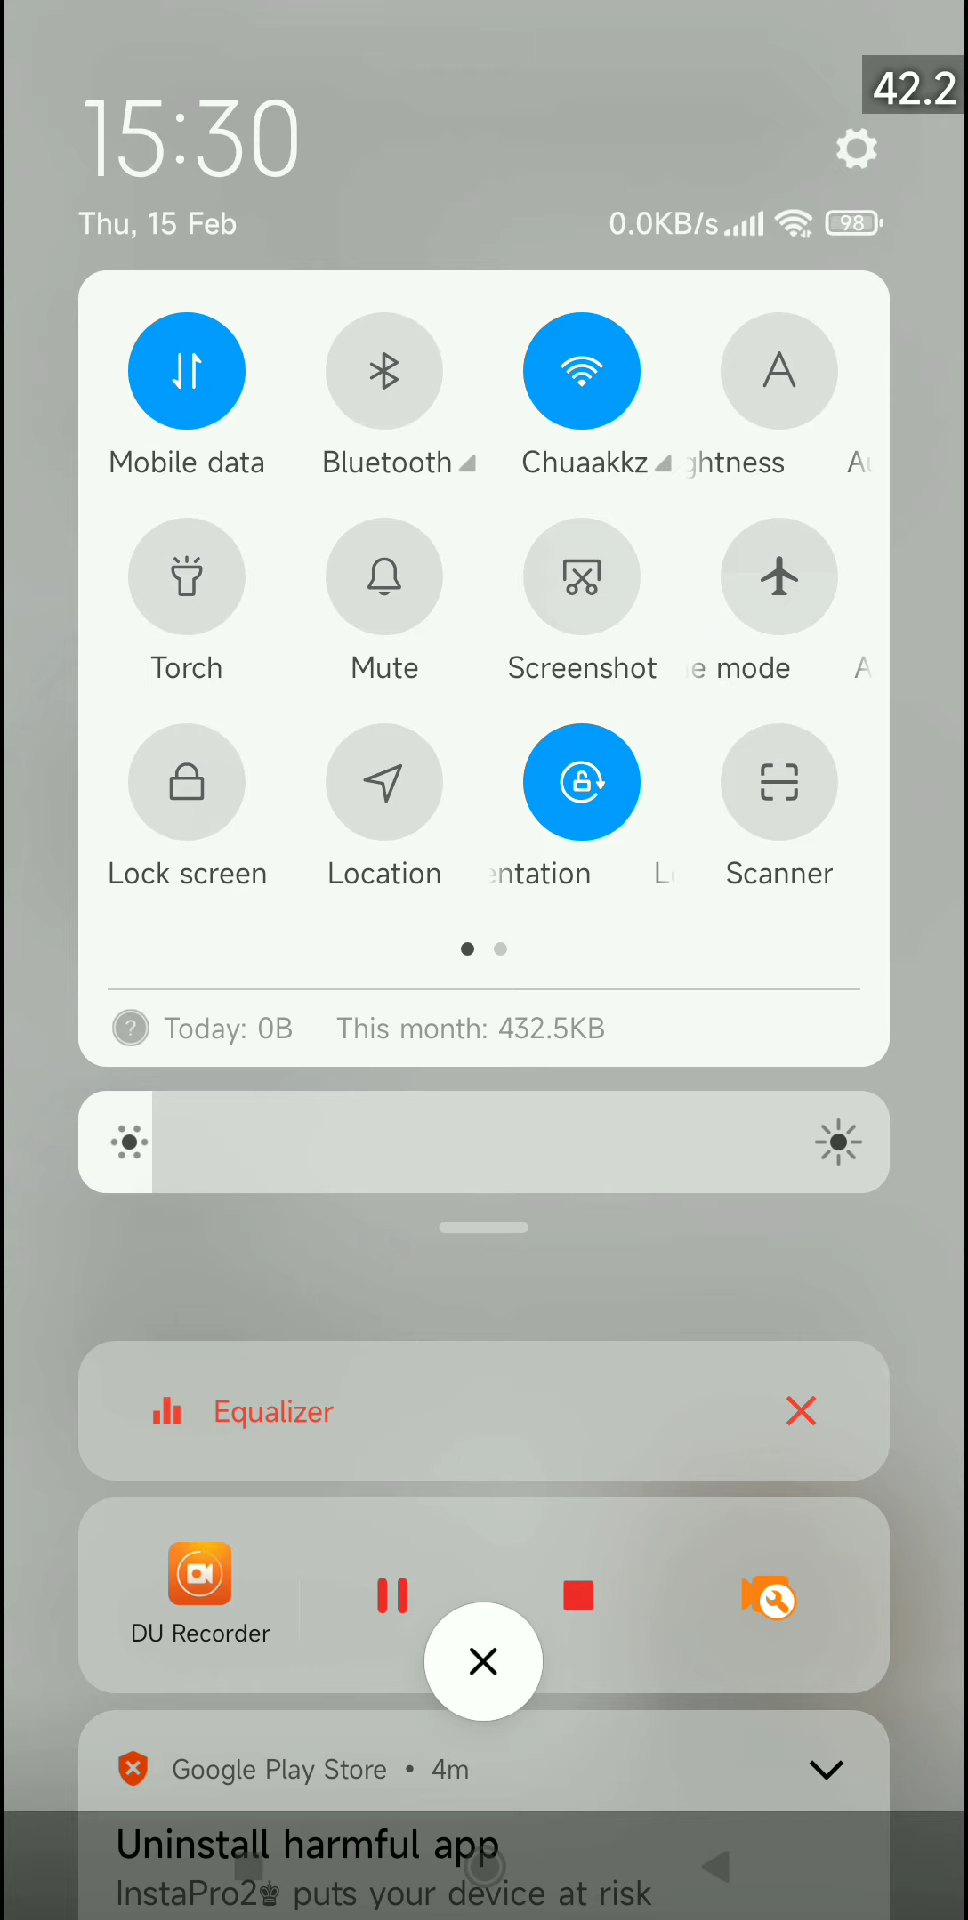 42.2
15:30
Thu, 15 Feb 0.0KB/s 98
Mobile data Bluetooth Chuaakkz ghtness
Torch Mute Screenshot e mode A
Lock screen Location entation L Scanner
? Today: 0B This month: 432.5KB
Equalizer
DU Recorder
Google Play Store • 4m
Uninstall harmful app
InstaPro2♚ puts your device at risk